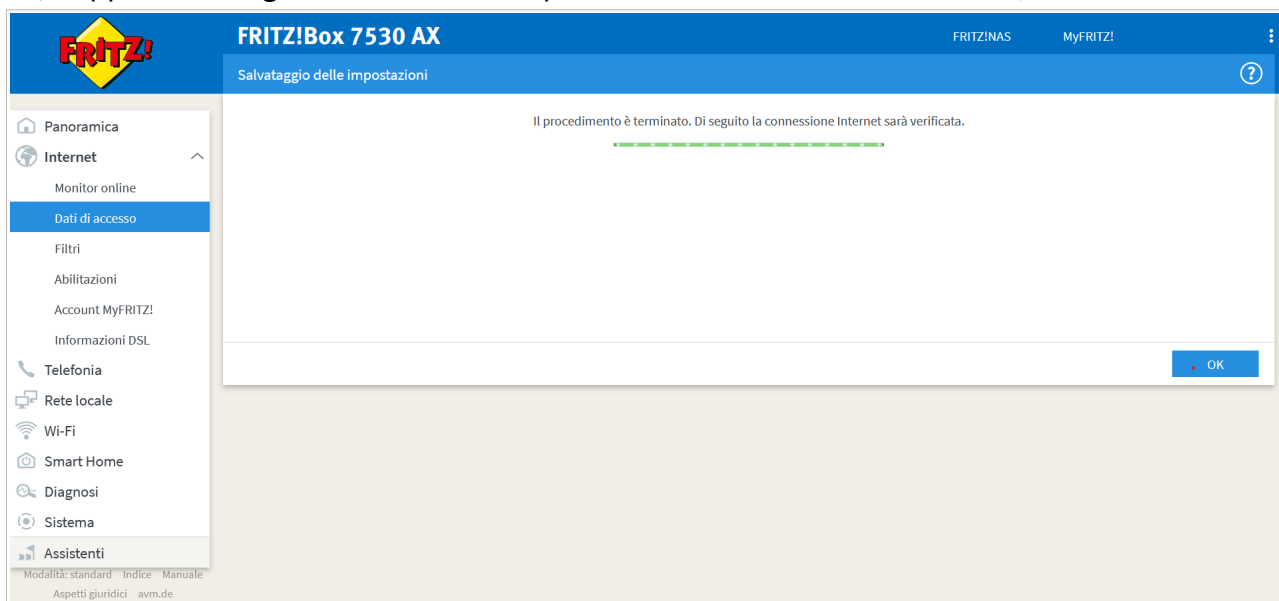 FRITZ!
FRITZ!Box 7530 AX
FRITZ!NAS
MyFRITZ!
Salvataggio delle impostazioni
?
Il procedimento è terminato. Di seguito la connessione Internet sarà verificata.
OK
Panoramica
Internet
Monitor online
Dati di accesso
Filtri
Abilitazioni
Account MyFRITZ!
Informazioni DSL
Telefonia
Rete locale
Wi-Fi
Smart Home
Diagnosi
Sistema
Assistenti
Modalità: standard Indice Manuale
Aspetti giuridici avm.de